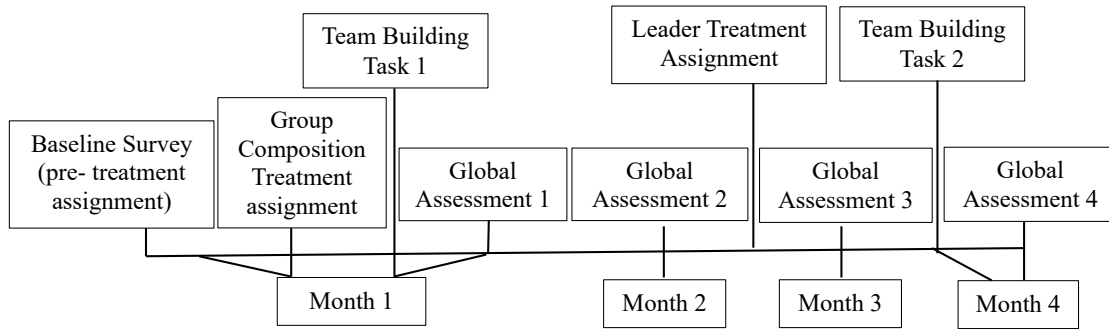 Team Building
Task 1
Leader Treatment
Assignment
Team Building
Task 2
Baseline Survey
(pre- treatment
assignment)
Group
Composition
Treatment
assignment
Global
Assessment 1
Global
Assessment 2
Global
Assessment 3
Global
Assessment 4
Month 1
Month 2
Month 3
Month 4